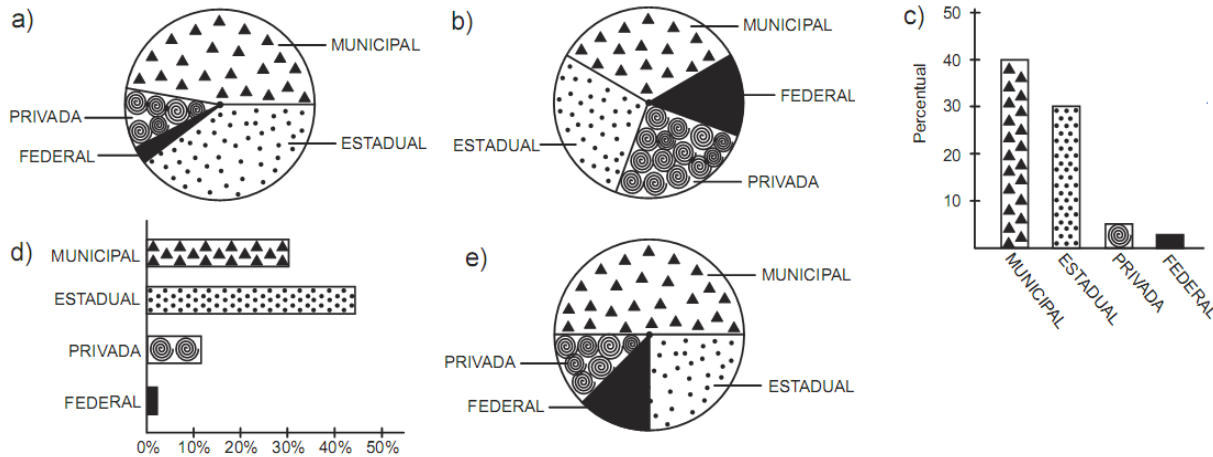 a)
MUNICIPAL
PRIVADA
FEDERAL
ESTADUAL
b)
MUNICIPAL
FEDERAL
ESTADUAL
PRIVADA
c)
Percentual
50
40
30
20
10
MUNICIPAL
ESTADUAL
PRIVADA
FEDERAL
d)
MUNICIPAL
ESTADUAL
PRIVADA
FEDERAL
0% 10% 20% 30% 40% 50%
e)
MUNICIPAL
PRIVADA
ESTADUAL
FEDERAL